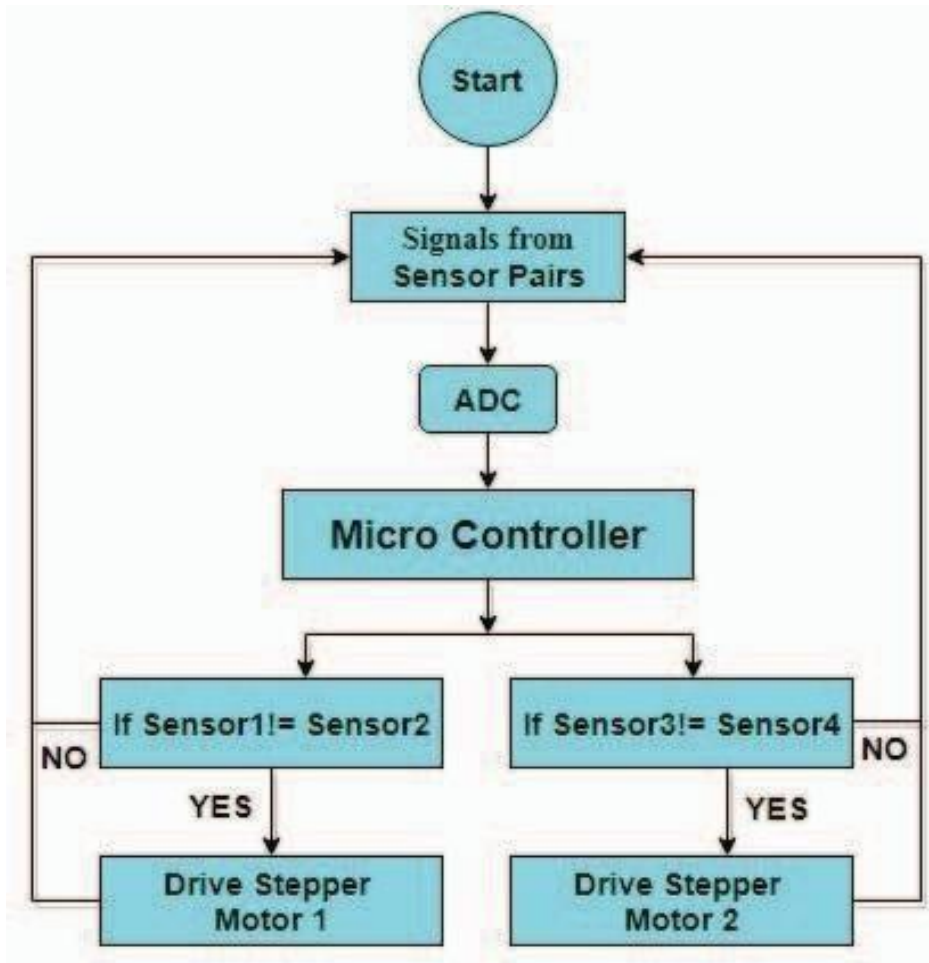 Start
Signals from
Sensor Pairs
ADC
Micro Controller
If Sensor1!= Sensor2
If Sensor3!= Sensor4
NO
NO
YES
YES
Drive Stepper
Motor 1
Drive Stepper
Motor 2